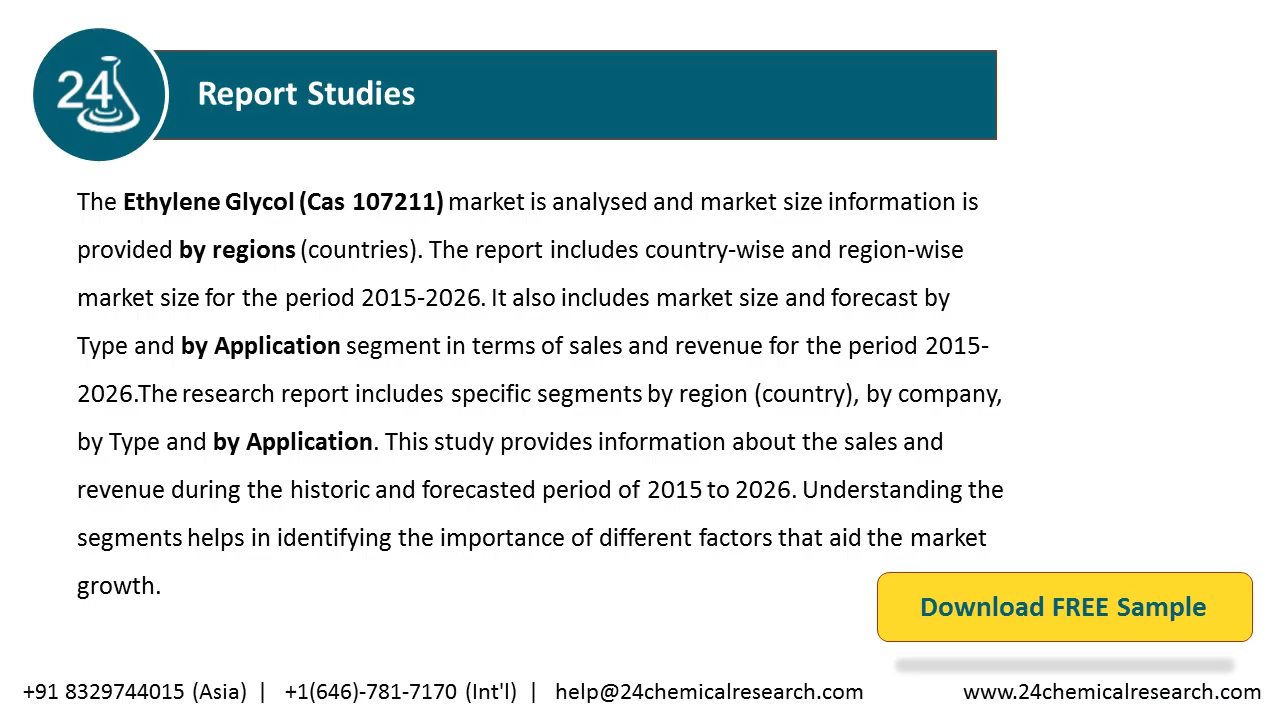 24
Report Studies
The Ethylene Glycol (Cas 107211) market is analysed and market size information is
provided by regions (countries). The report includes country-wise and region-wise
market size for the period 2015-2026. It also includes market size and forecast by
Type and by Application segment in terms of sales and revenue for the period 2015-
2026.The research report includes specific segments by region (country), by company,
by Type and by Application. This study provides information about the sales and
revenue during the historic and forecasted period of 2015 to 2026. Understanding the
segments helps in identifying the importance of different factors that aid the market
growth.
Download FREE Sample
+91 8329744015 (Asia) | +1(646)-781-7170 (Int'l) | help@24chemicalresearch.com www.24chemicalresearch.com